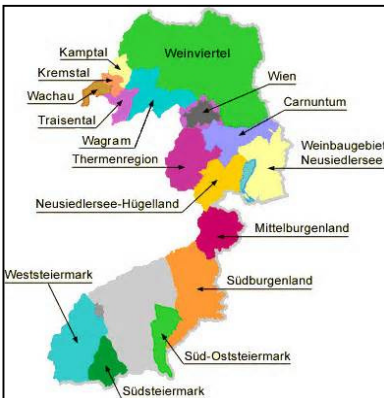 Kamptal
Weinviertel
Kremstal
Wien
Wachau
Carnuntum
Traisental
Wagram
Weinbaugebiet
Neusiedlersee
Thermenregion
Neusiedlersee-Hügelland
Mittelburgenland
Weststeiermark
Südburgenland
Süd-Oststeiermark
Südsteiermark